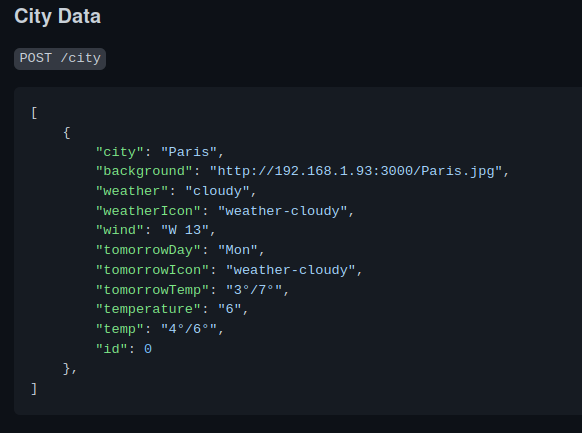 City Data
POST /city
[
    {
        "city": "Paris",
        "background": "http://192.168.1.93:3000/Paris.jpg",
        "weather": "cloudy",
        "weatherIcon": "weather-cloudy",
        "wind": "W 13",
        "tomorrowDay": "Mon",
        "tomorrowIcon": "weather-cloudy",
        "tomorrowTemp": "3°/7°",
        "temperature": "6",
        "temp": "4°/6°",
        "id": 0
    },
]